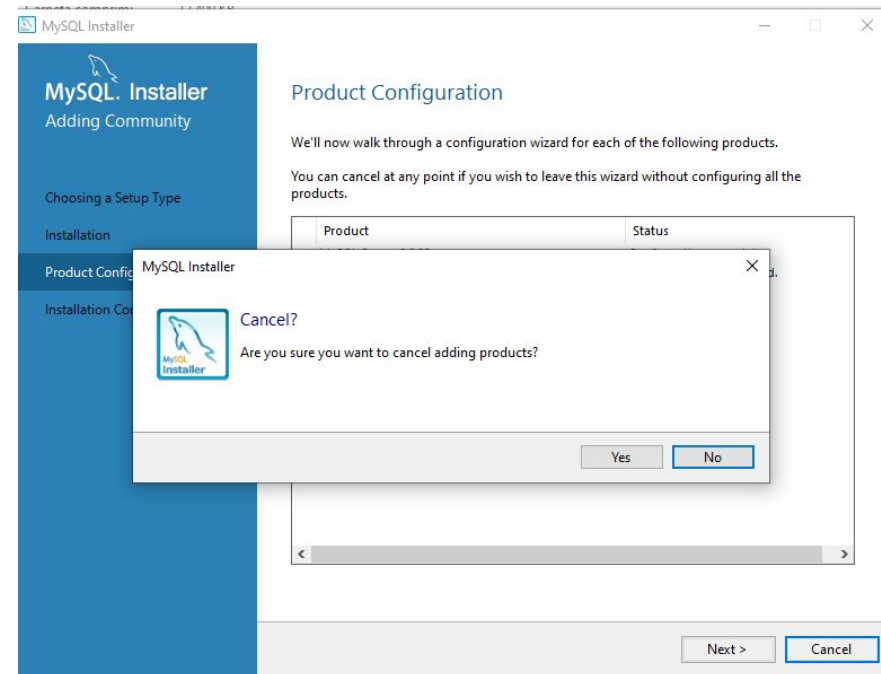 MySQL Installer
MySQL. Installer
Adding Community
Choosing a Setup Type
Installation
Product Config
Installation Co
Product Configuration
We'll now walk through a configuration wizard for each of the following products.
You can cancel at any point if you wish to leave this wizard without configuring all the
products.
Product Status
d.
MySQL Installer
MySQL
Installer
Cancel?
Are you sure you want to cancel adding products?
Yes No
Next > Cancel